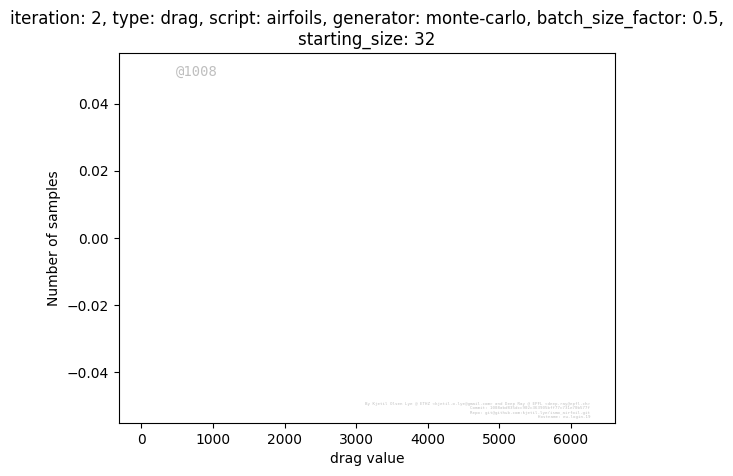 iteration: 2, type: drag, script: airfoils, generator: monte-carlo, batch_size_factor: 0.5,
starting_size: 32
@1008
0.04
0.02
0.00
−0.02
−0.04
Number of samples
0 1000 2000 3000 4000 5000 6000
drag value